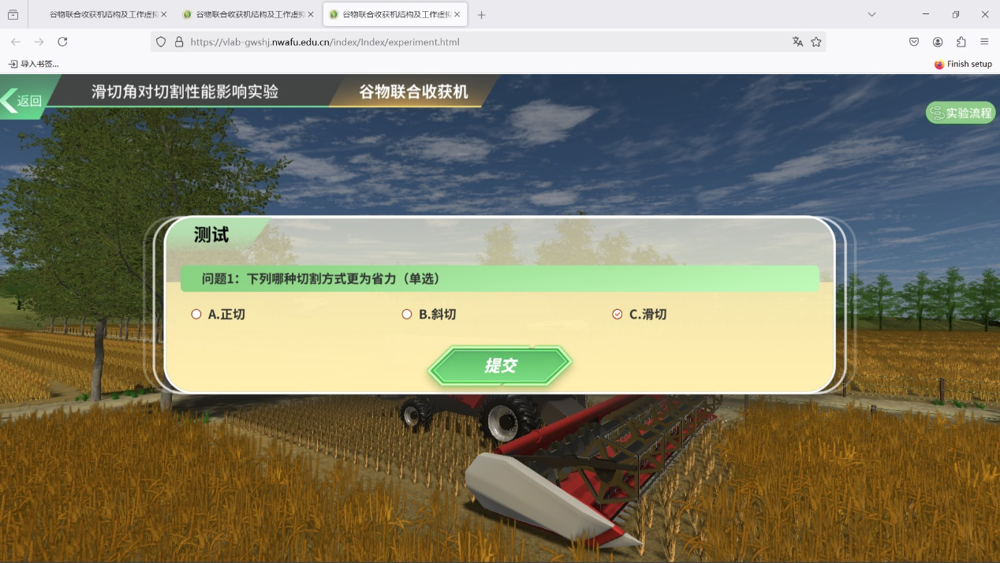 谷物联合收获机结构及工作虚拟
谷物联合收获机结构及工作虚拟
谷物联合收获机结构及工作虚拟
https://vlab-gwshj.nwafu.edu.cn/index/Index/experiment.html
导入书签...
Finish setup
返回
滑切角对切割性能影响实验
谷物联合收获机
实验流程
测试
问题1：下列哪种切割方式更为省力（单选）
A.正切
B.斜切
C.滑切
提交